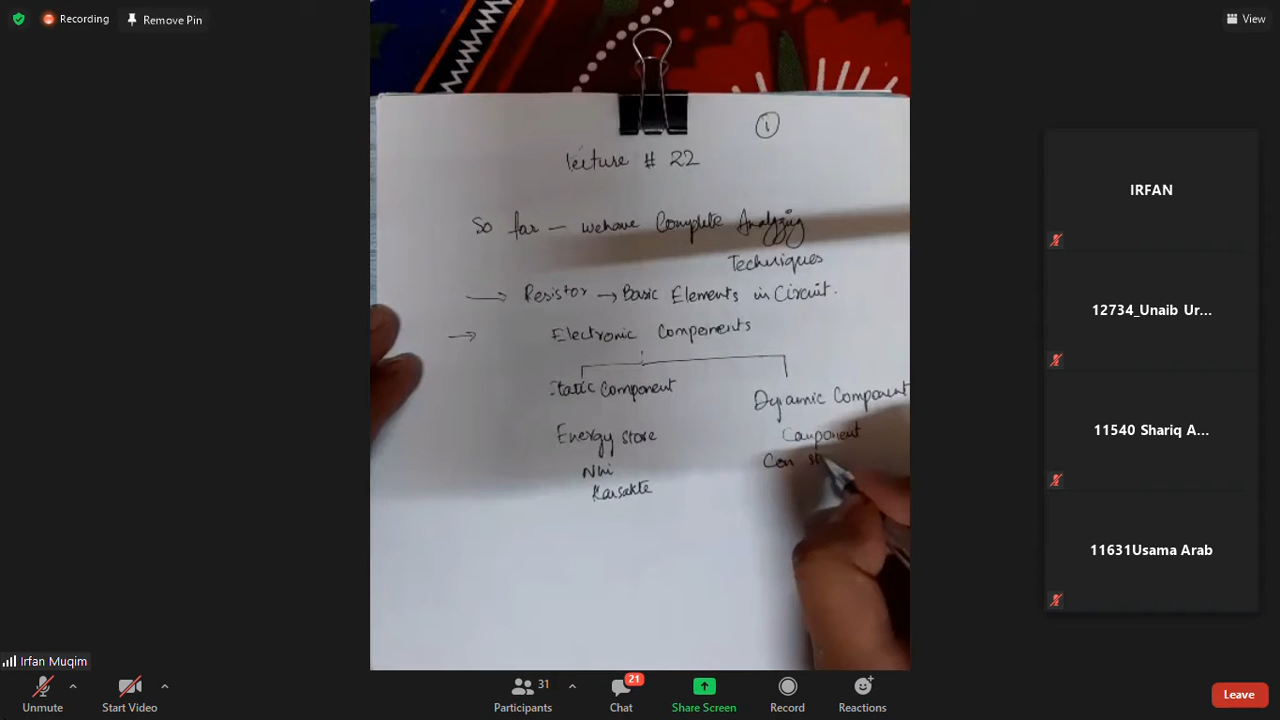 Recording
Remove Pin
View
1
lecture # 22
So far — wehave Complete Analyzing
Techniques
→ Resistor → Basic Elements in Circuit.
→ Electronic Components
Static Component
Dynamic Component
Energy store
Component
Nhi
Con
Karsakte
IRFAN
12734_Unaib Ur...
11540 Shariq A...
11631Usama Arab
Irfan Muqim
Unmute
Start Video
31
Participants
21
Chat
Share Screen
Record
Reactions
Leave